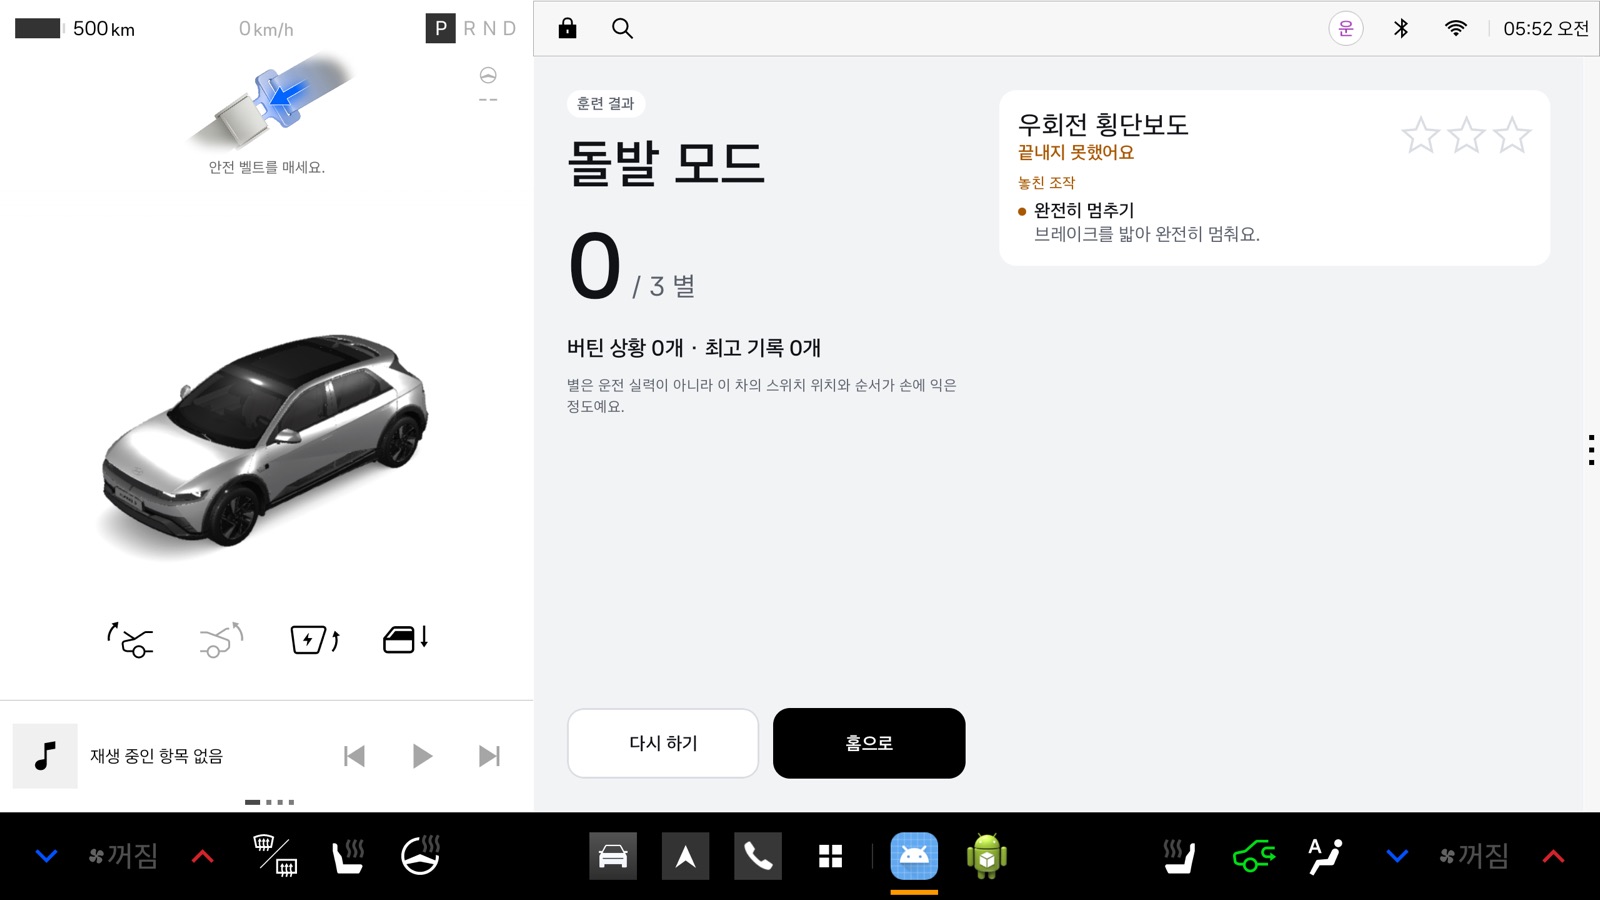 500 km
0 km/h
P R N D
--
안전 벨트를 매세요.
재생 중인 항목 없음
운
05:52 오전
훈련 결과
돌발 모드
0 / 3 별
버틴 상황 0개 · 최고 기록 0개
별은 운전 실력이 아니라 이 차의 스위치 위치와 순서가 손에 익은
정도예요.
다시 하기
홈으로
우회전 횡단보도
끝내지 못했어요
놓친 조작
• 완전히 멈추기
브레이크를 밟아 완전히 멈춰요.
꺼짐
A
꺼짐